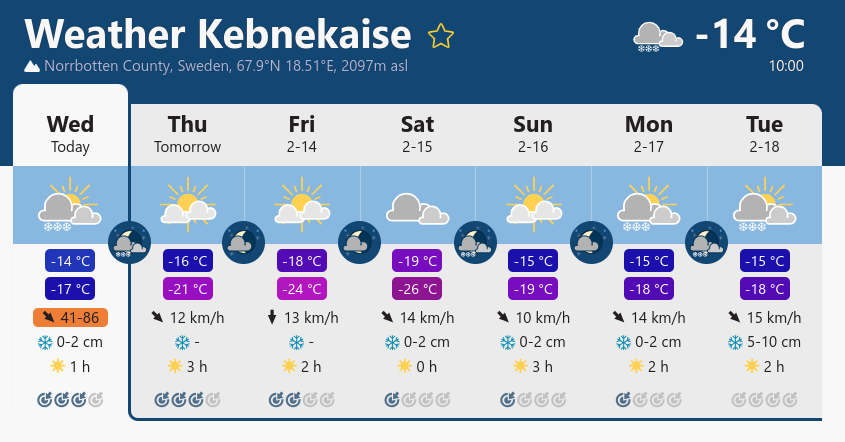 Weather Kebnekaise
-14 °C
Norrbotten County, Sweden, 67.9°N 18.51°E, 2097m asl
10:00
Wed Thu Fri Sat Sun Mon Tue
Today Tomorrow 2-14 2-15 2-16 2-17 2-18
-14 °C -16 °C -18 °C -19 °C -15 °C -15 °C -15 °C
-17 °C -21 °C -24 °C -26 °C -19 °C -18 °C -18 °C
41-86 12 km/h 13 km/h 14 km/h 10 km/h 14 km/h 15 km/h
0-2 cm - - 0-2 cm 0-2 cm 0-2 cm 5-10 cm
1 h 3 h 2 h 0 h 3 h 2 h 2 h